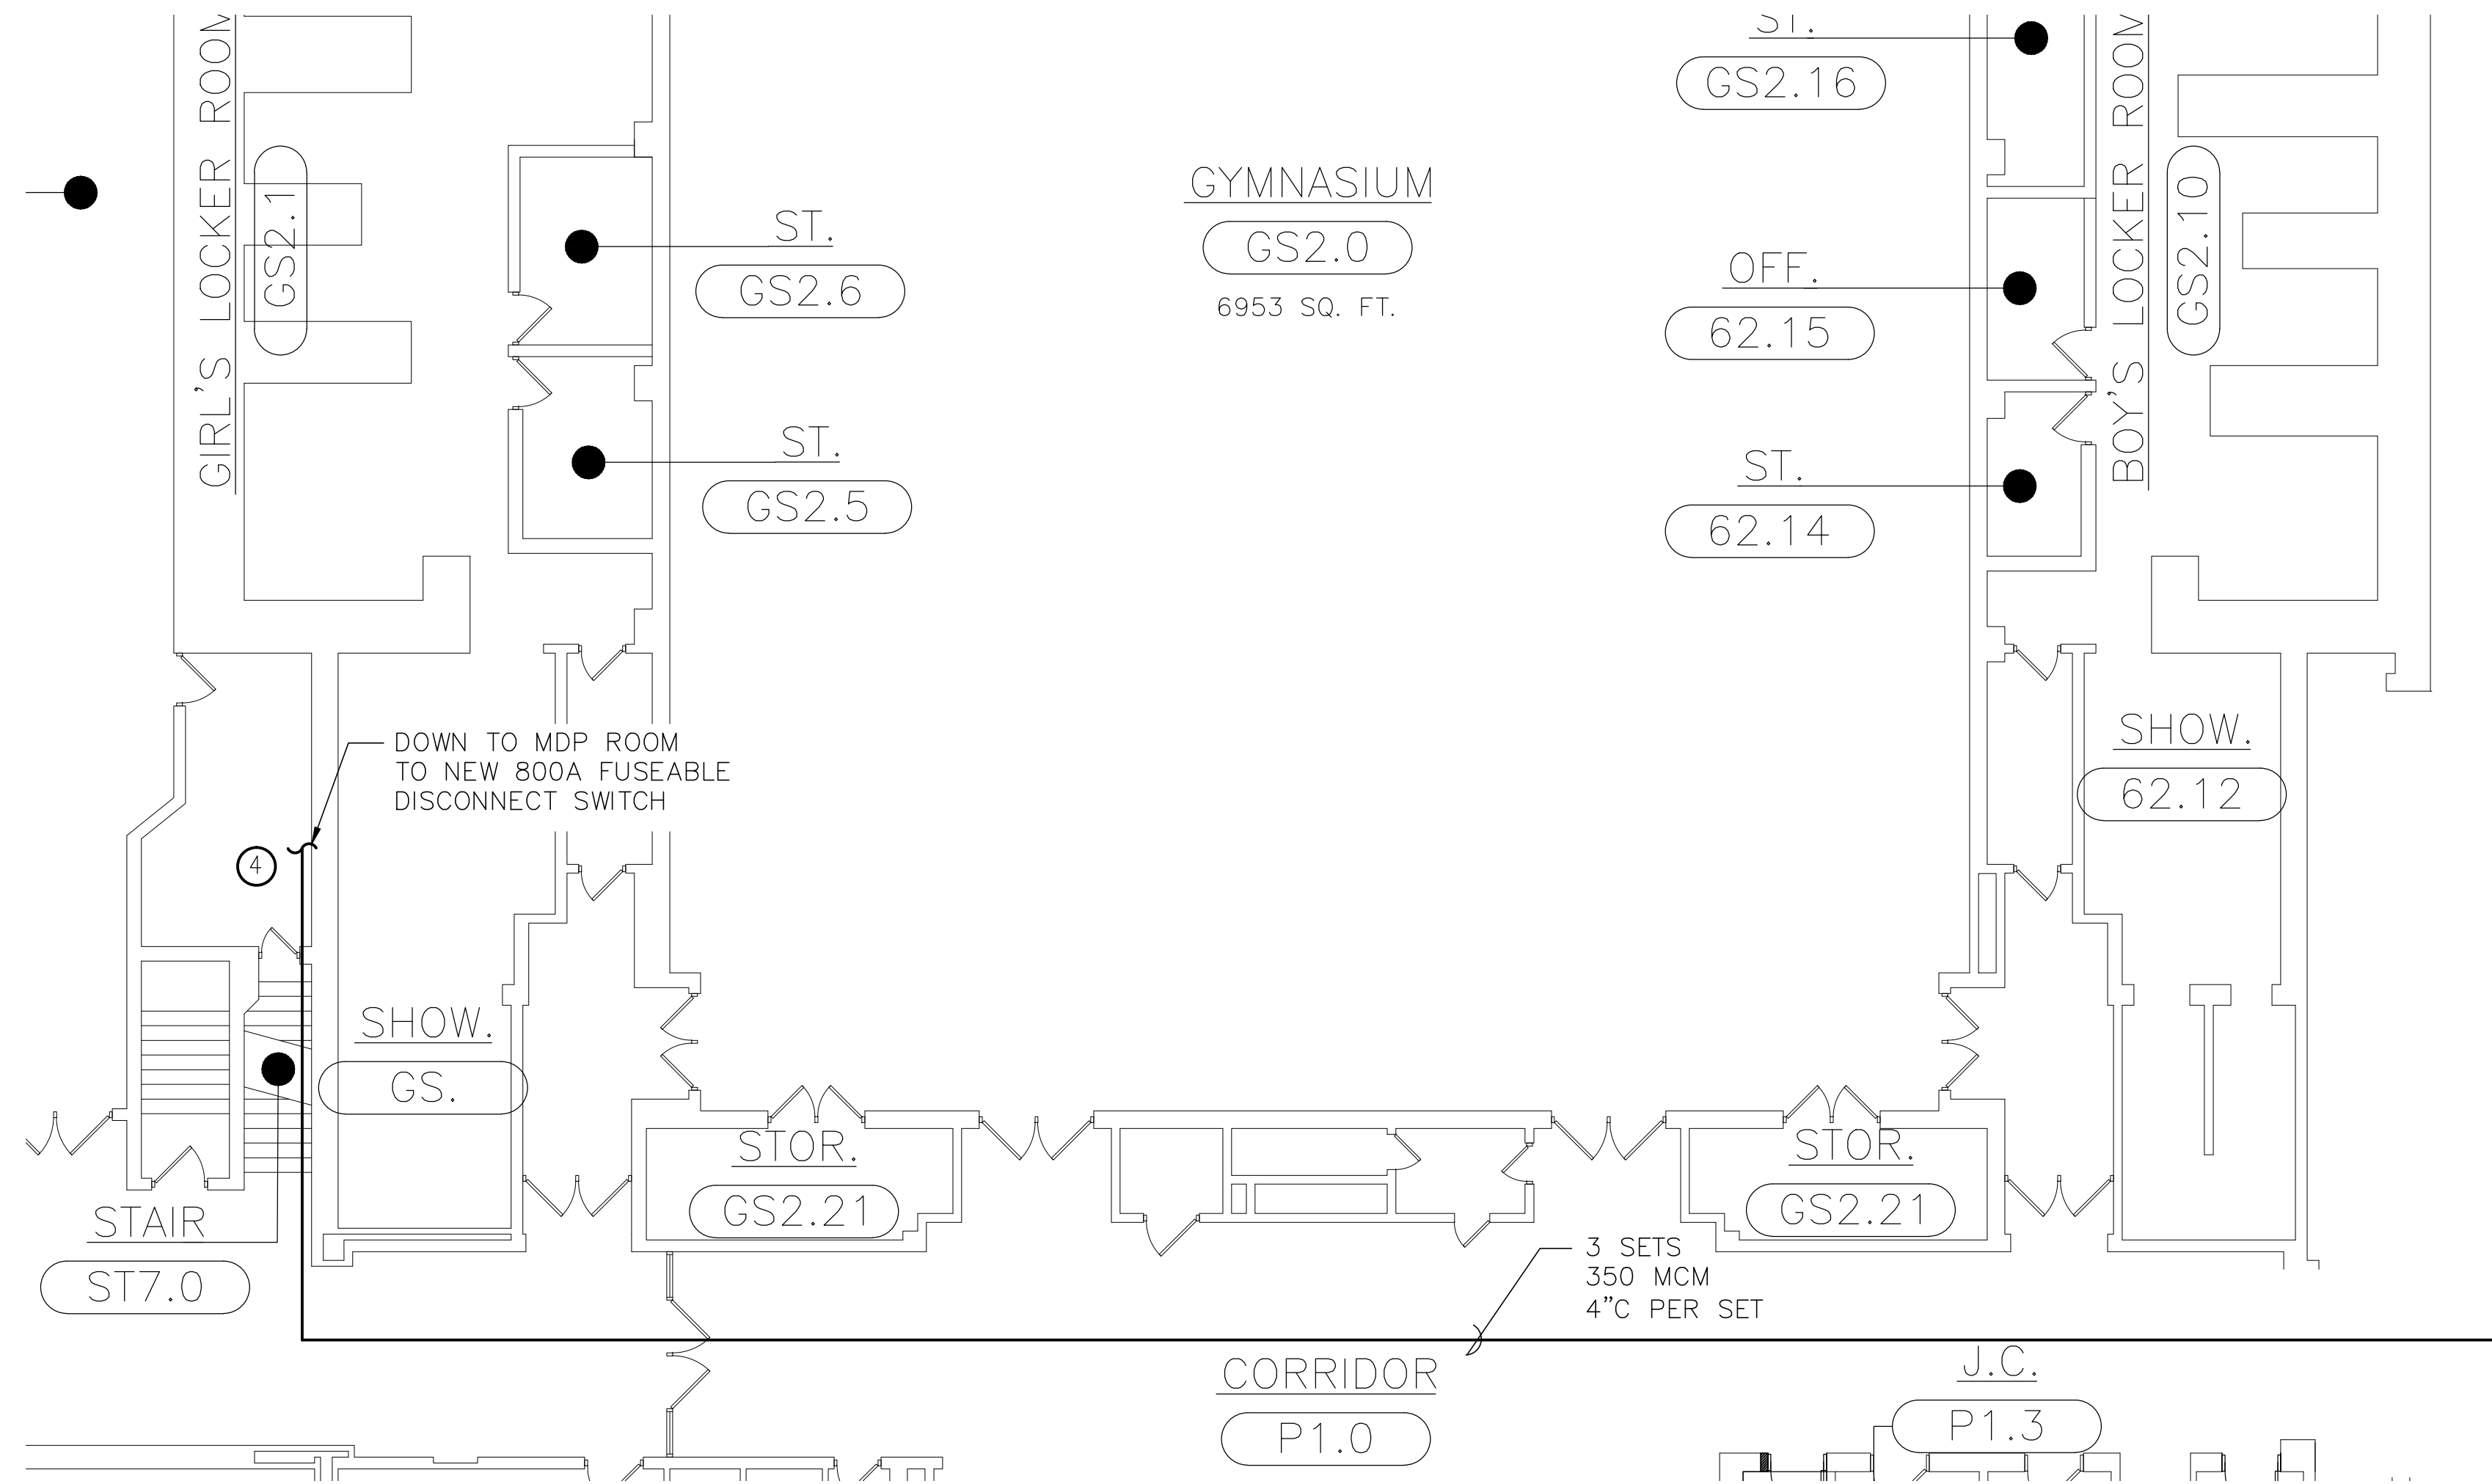 GIRL'S LOCKER ROOM
GS2.1
ST.
GS2.6
ST.
GS2.5
GYMNASIUM
GS2.0
6953 SQ. FT.
ST.
GS2.16
OFF.
62.15
ST.
62.14
BOY'S LOCKER ROOM
GS2.10
DOWN TO MDP ROOM
TO NEW 800A FUSEABLE
DISCONNECT SWITCH
4
SHOW.
62.12
SHOW.
GS.
STOR.
GS2.21
STOR.
GS2.21
STAIR
ST7.0
3 SETS
350 MCM
4"C PER SET
CORRIDOR
P1.0
J.C.
P1.3